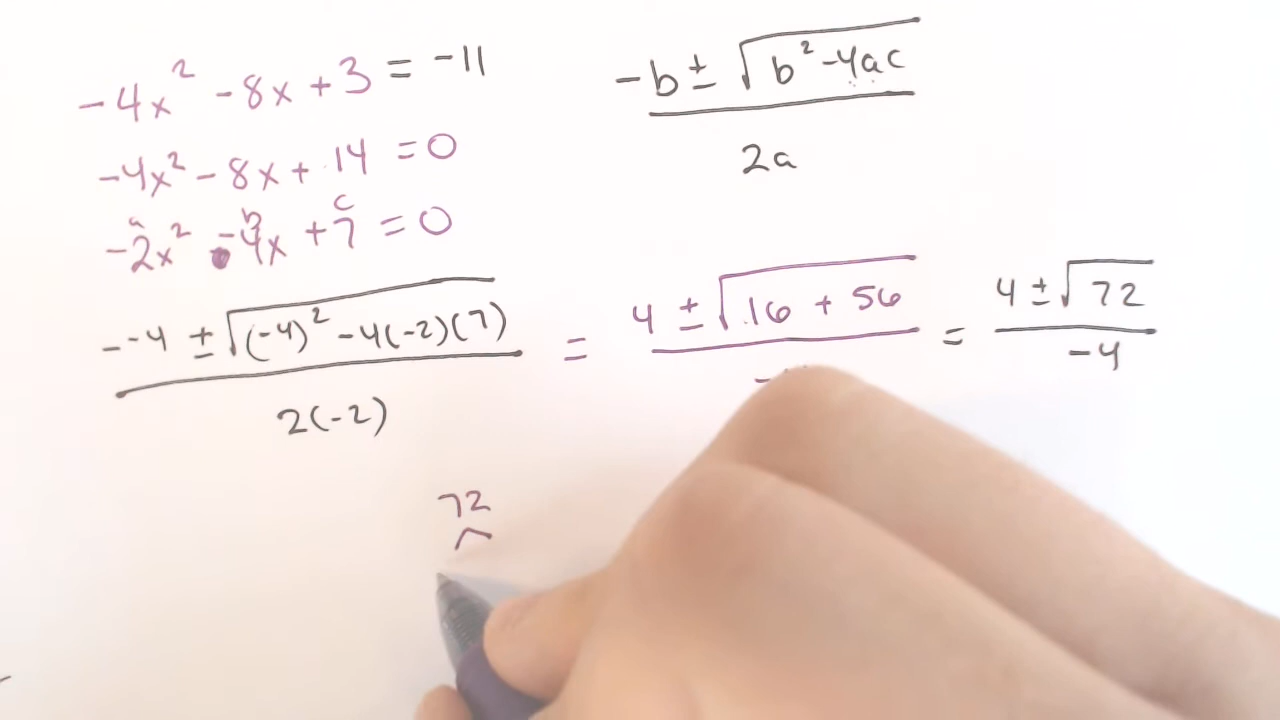 -4x² -8x +3 = -11
-b ± √(b² -4ac)
2a
-4x² -8x + 14 = 0
a b c
-2x² -4x +7 = 0
--4 ± √((-4)² -4(-2)(7))
2(-2)
=
4 ± √(16 + 56)
=
4 ± √72
-4
72